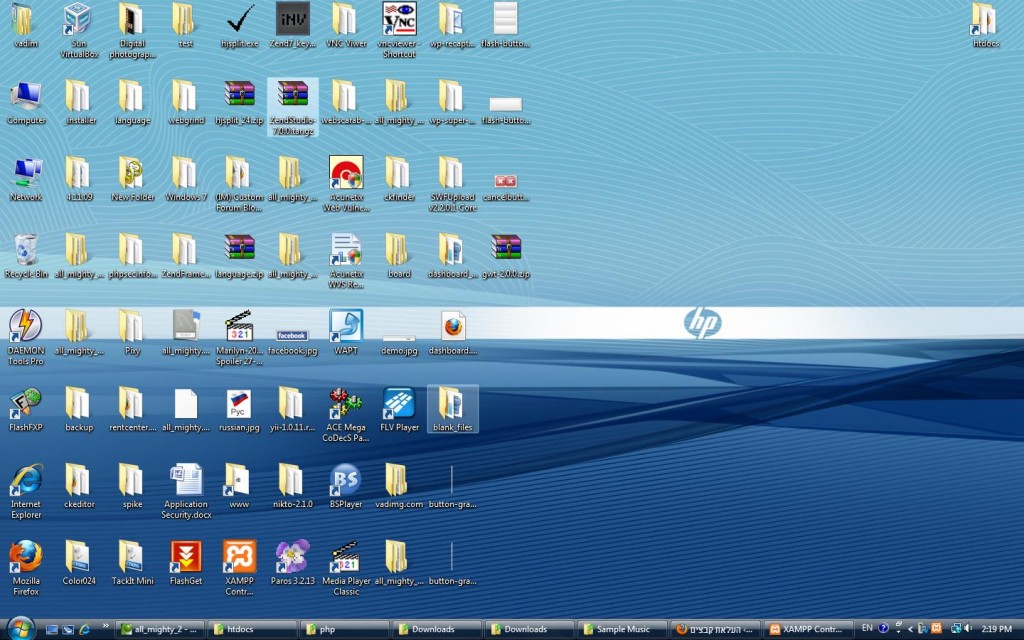 vadim
Sun VirtualBox
Digital photograp...
test
hjsplit.exe
Zend7_key...
VNC Viwer
vncviewer - Shortcut
wp-recapt...
flash-butto...
htdocs
Computer
_installer
language
webgrind
hjsplit_24.zip
ZendStudio-7.0.0.tar.gz
webscarab-...
all_mighty_...
wp-super-...
flash-butto...
Network
4.11.09
New Folder
Windows 7
(IM) Custom Forum Blo...
all_mighty_...
Acunetix Web Vulne...
ckfinder
SWFUpload v2.2.0.1 Core
cancelbutt...
Recycle Bin
all_mighty_...
phpsecinfo...
ZendFrame...
language.zip
all_mighty_...
Acunetix WVS Re...
board
dashboard_...
gwt-2.0.0.zip
DAEMON Tools Pro
all_mighty_...
Pixy
all_mighty_...
321
Marilyn-20... Spoiler 27-...
facebook
facebook.jpg
WAPT
demo.jpg
dashboard....
hp
FlashFXP
backup
rentcenter....
all_mighty_...
Рус
russian.jpg
yii-1.0.11.r...
ACE Mega CoDecS Pa...
FLV Player
blank_files
Internet Explorer
ckeditor
spike
Application Security.docx
www
nikto-2.1.0
BS
BSPlayer
vadimg.com
button-gra...
Mozilla Firefox
Color024
TackIt Mini
FlashGet
XAMPP Contr...
Paros 3.2.13
321
Media Player Classic
all_mighty_...
button-gra...
all_mighty_2 - ...
htdocs
php
Downloads
Downloads
Sample Music
העלאת קבצים -...
XAMPP Contr...
EN
2:19 PM